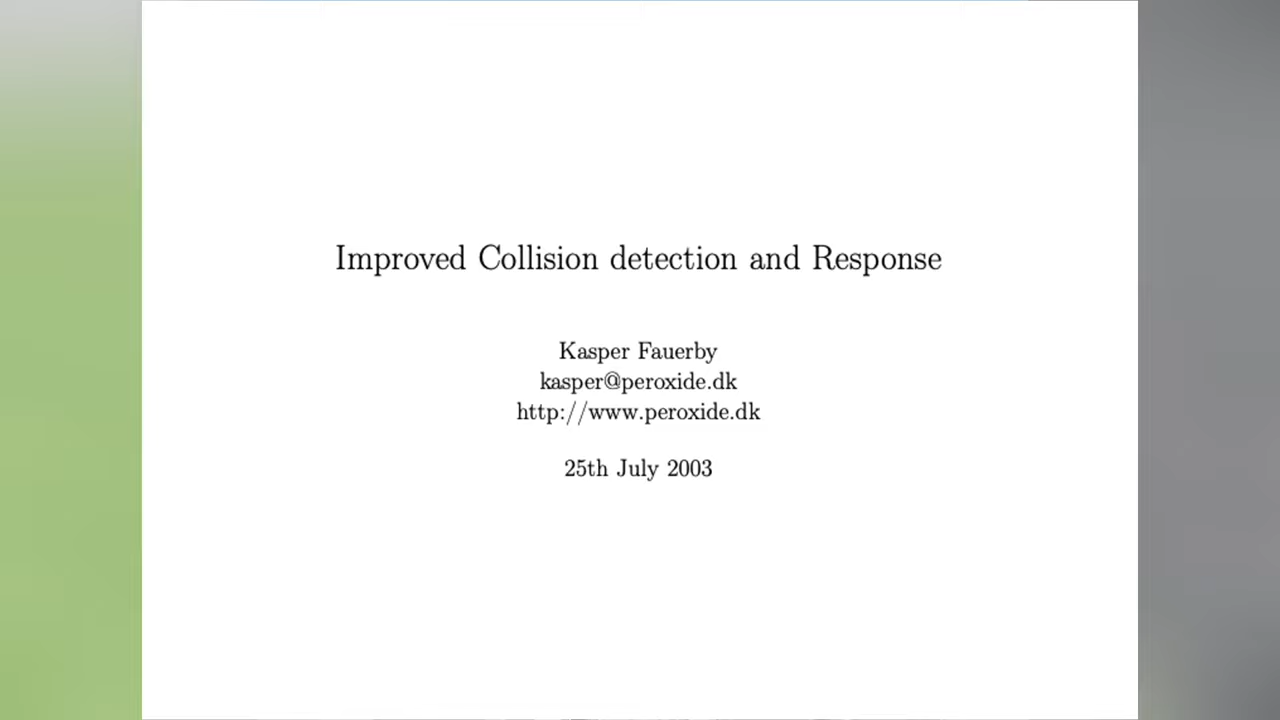 Improved Collision detection and Response
Kasper Fauerby
kasper@peroxide.dk
http://www.peroxide.dk
25th July 2003